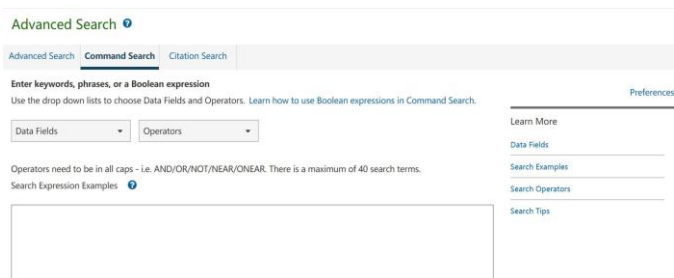 Advanced Search ?
Advanced Search Command Search Citation Search
Enter keywords, phrases, or a Boolean expression
Use the drop down lists to choose Data Fields and Operators. Learn how to use Boolean expressions in Command Search.
Data Fields Operators
Operators need to be in all caps - i.e. AND/OR/NOT/NEAR/ONEAR. There is a maximum of 40 search terms.
Search Expression Examples ?
Preferences
Learn More
Data Fields
Search Examples
Search Operators
Search Tips